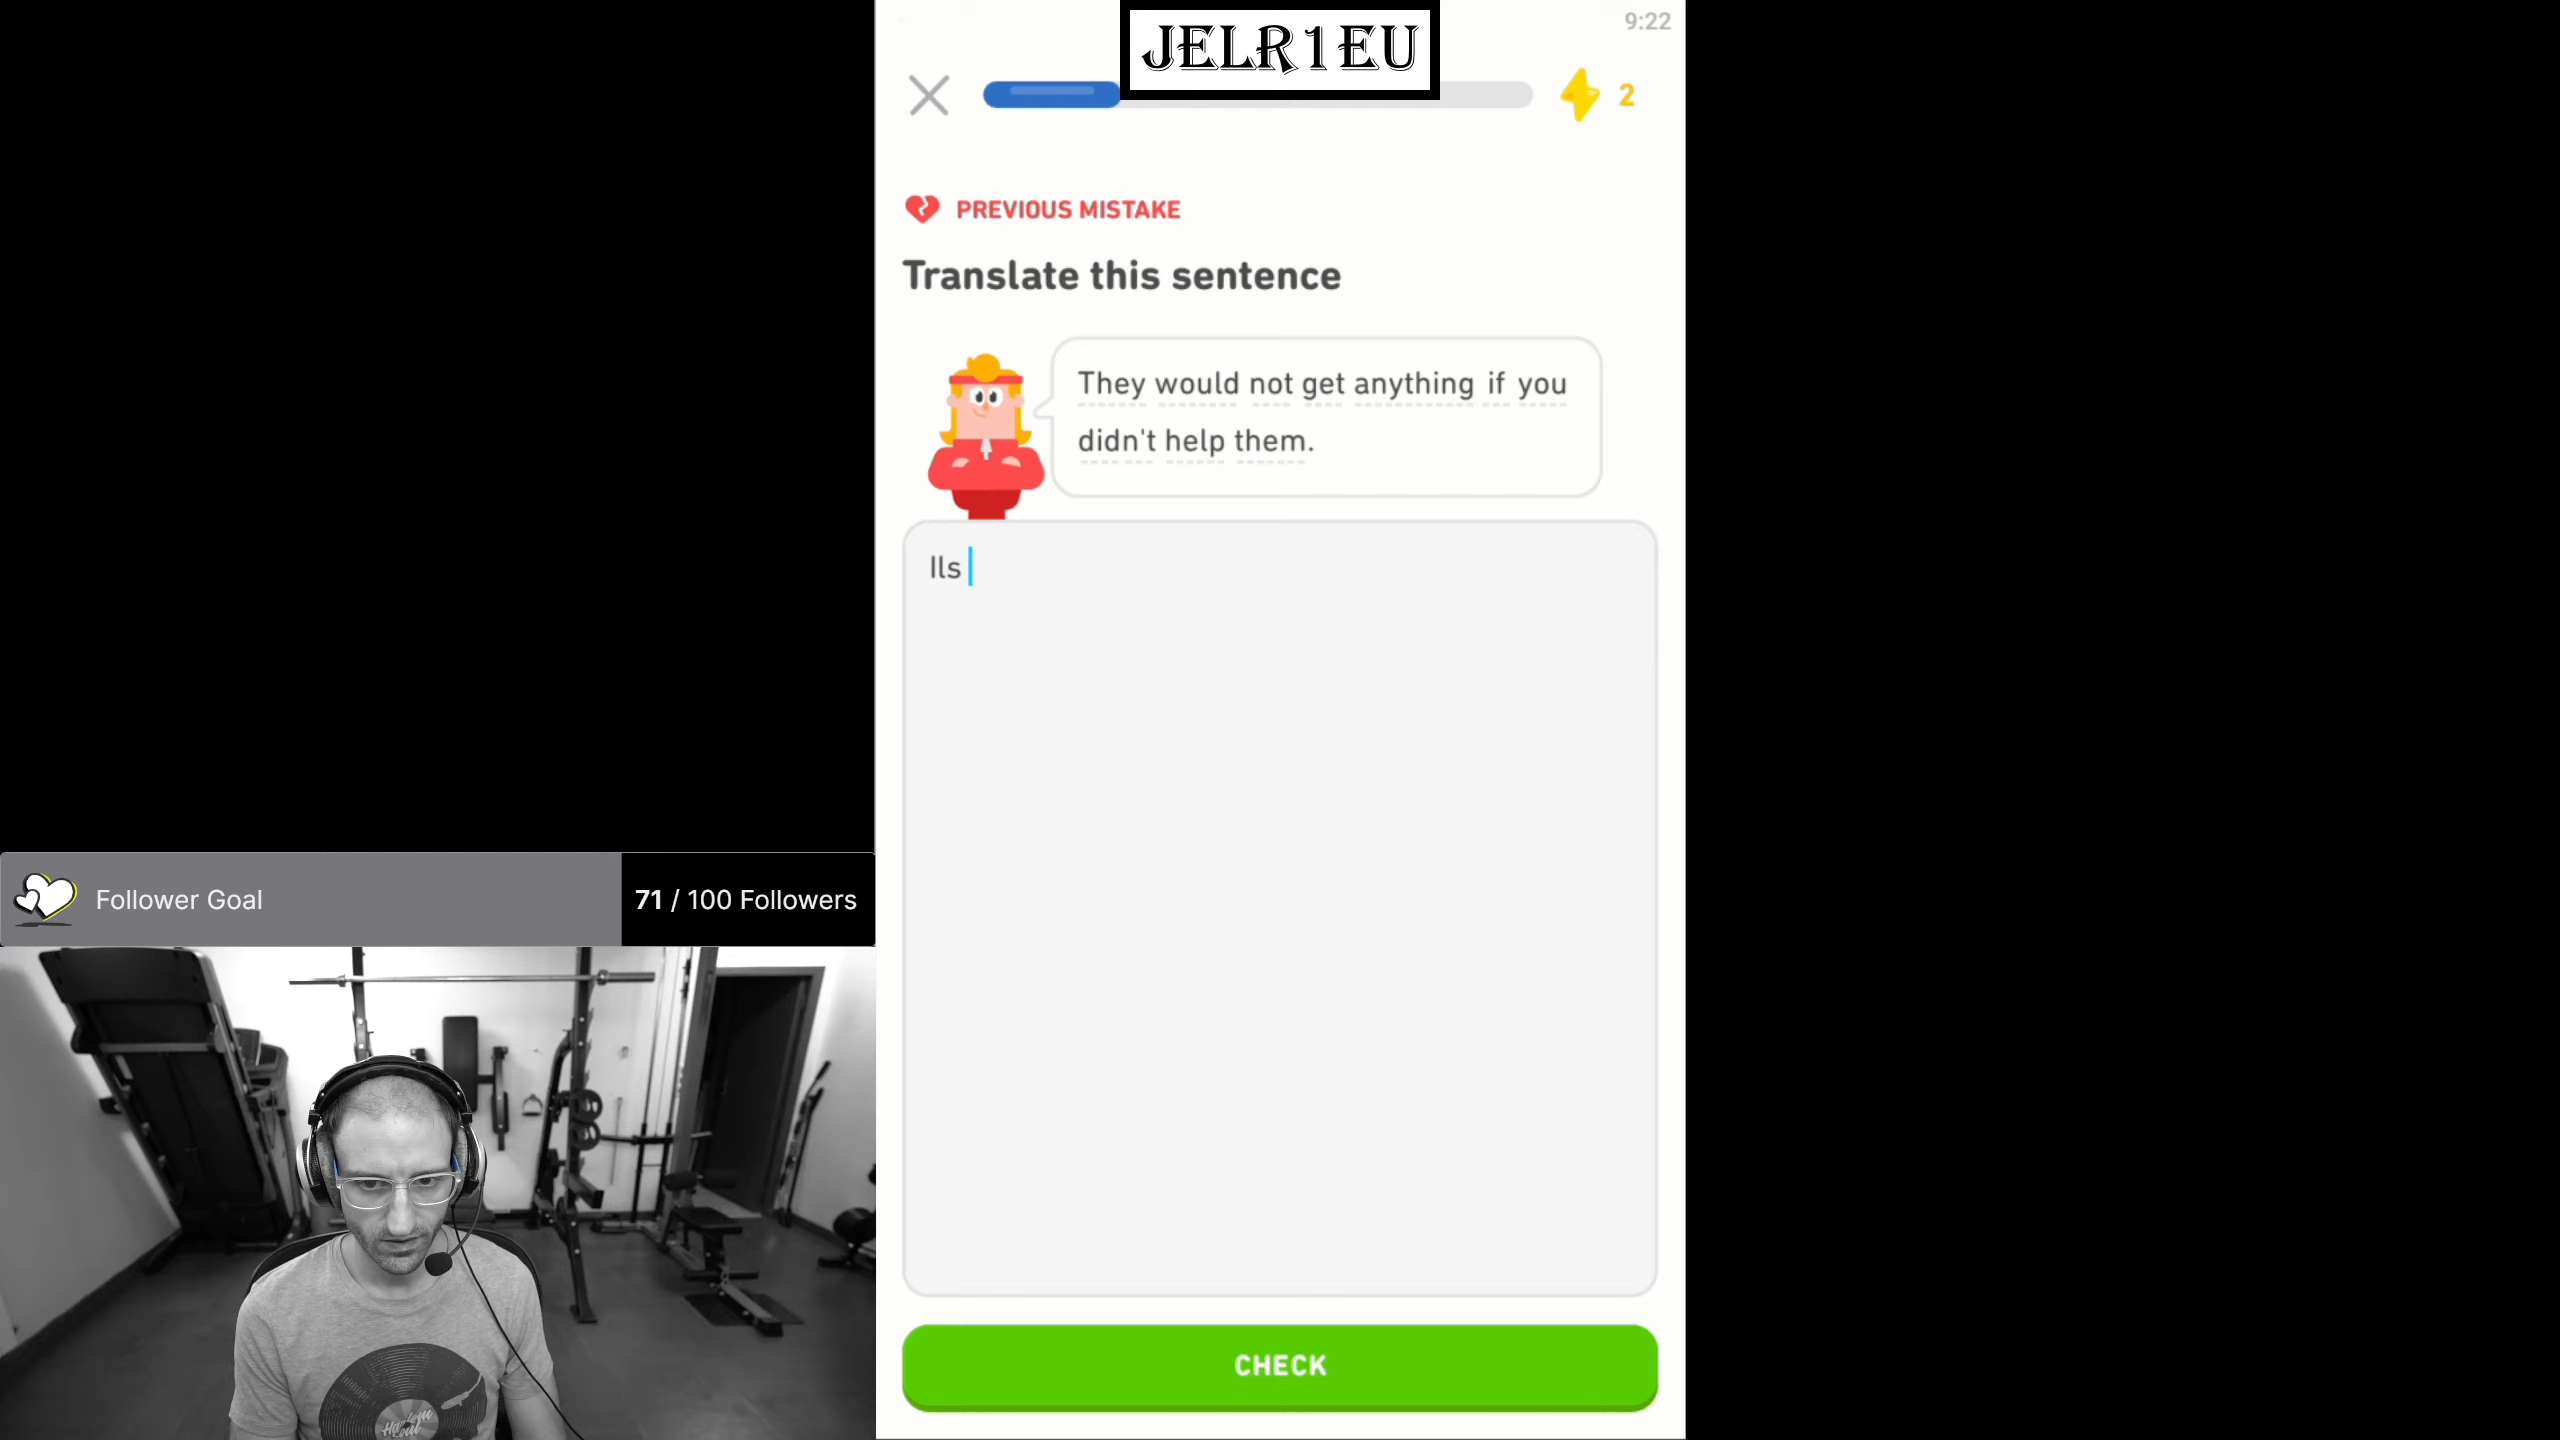 JELR1EU
9:22
2
PREVIOUS MISTAKE
Translate this sentence
They would not get anything if you
didn't help them.
Ils
CHECK
Follower Goal
71 / 100 Followers